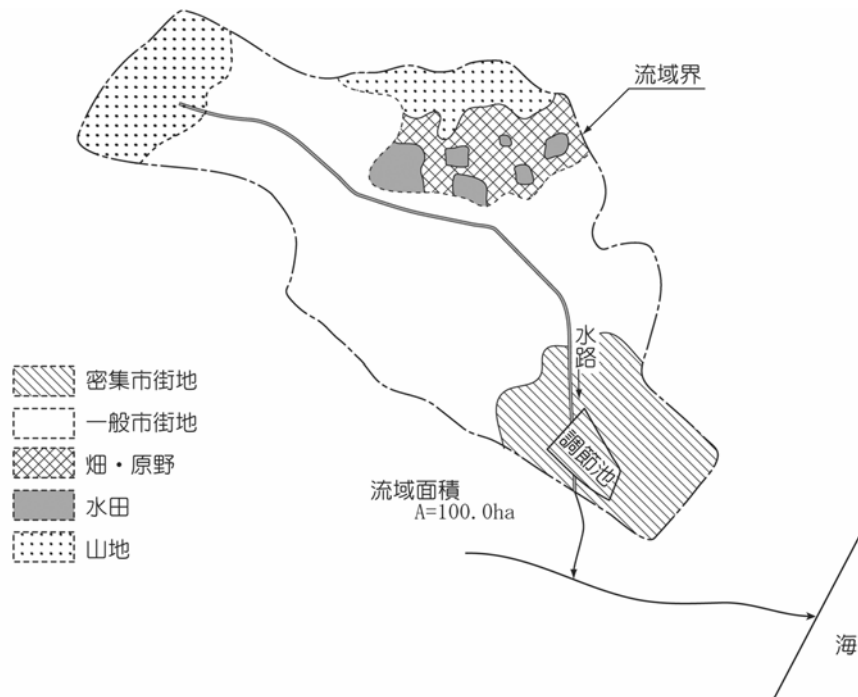 流域界
水路
調節池
密集市街地
一般市街地
畑・原野
水田
山地
流域面積
A=100.0ha
海